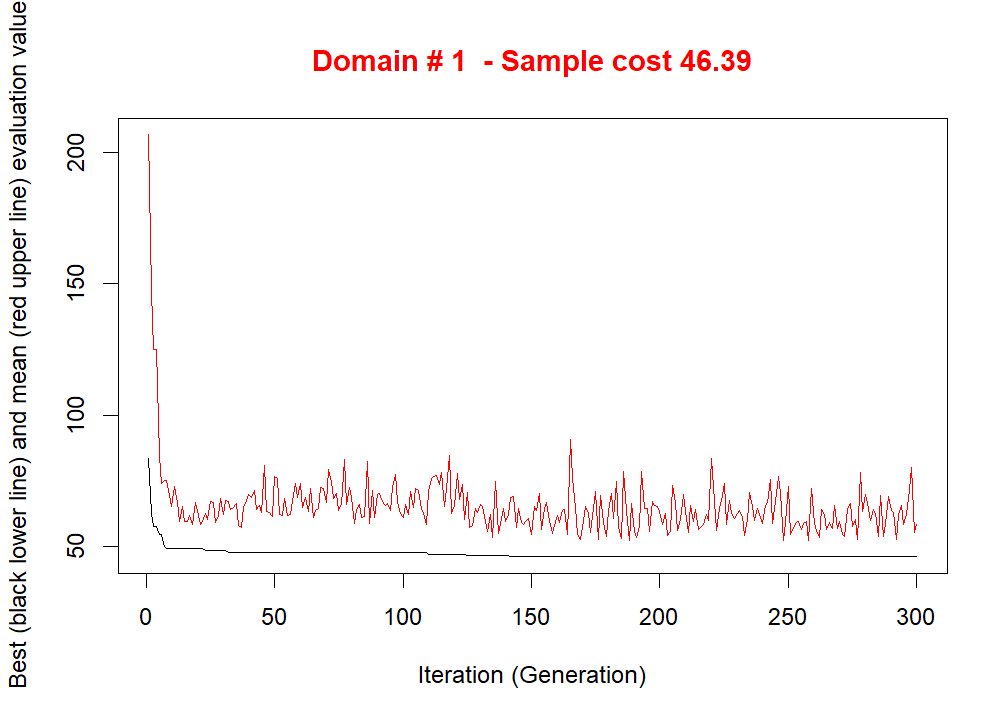 Domain # 1  - Sample cost 46.39
Best (black lower line) and mean (red upper line) evaluation value
200
150
100
50
0 50 100 150 200 250 300
Iteration (Generation)